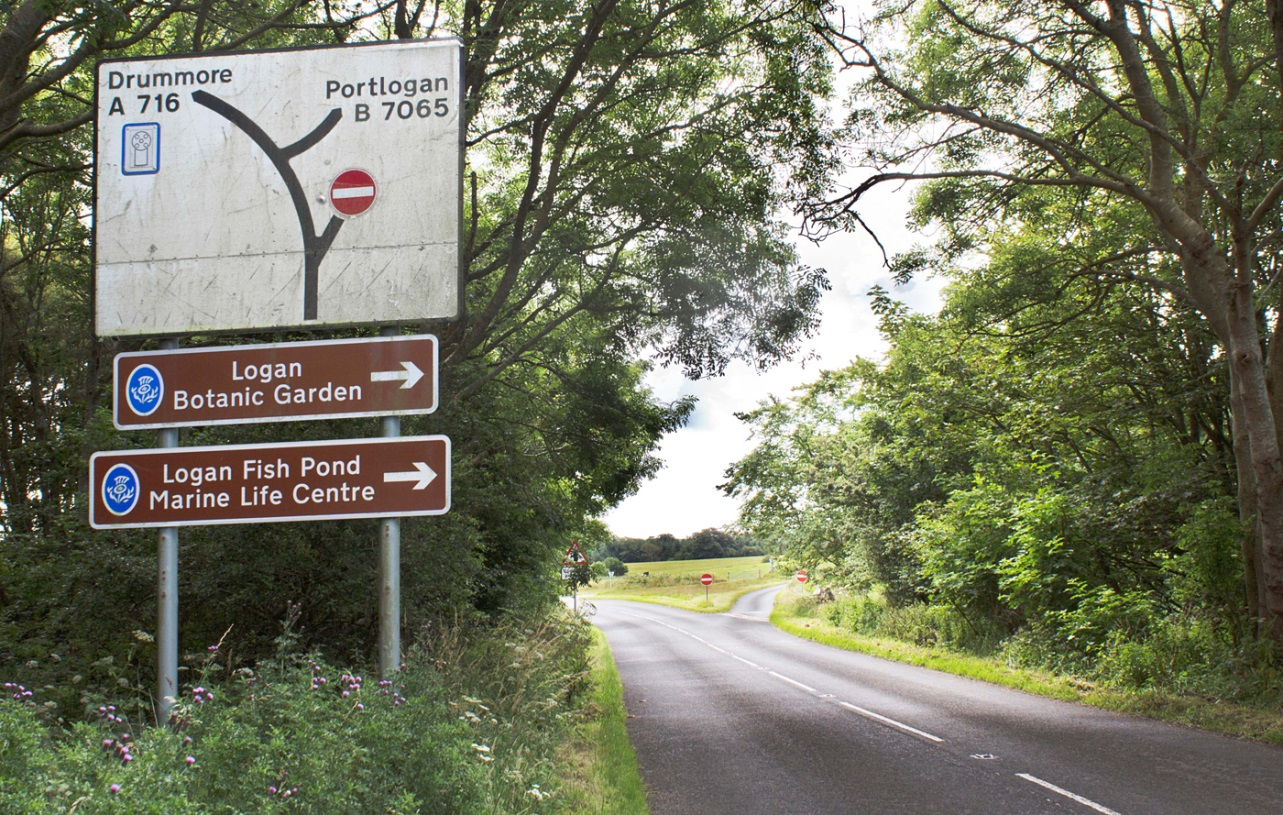 Drummore
A 716
Portlogan
B 7065
Logan
Botanic Garden
Logan Fish Pond
Marine Life Centre